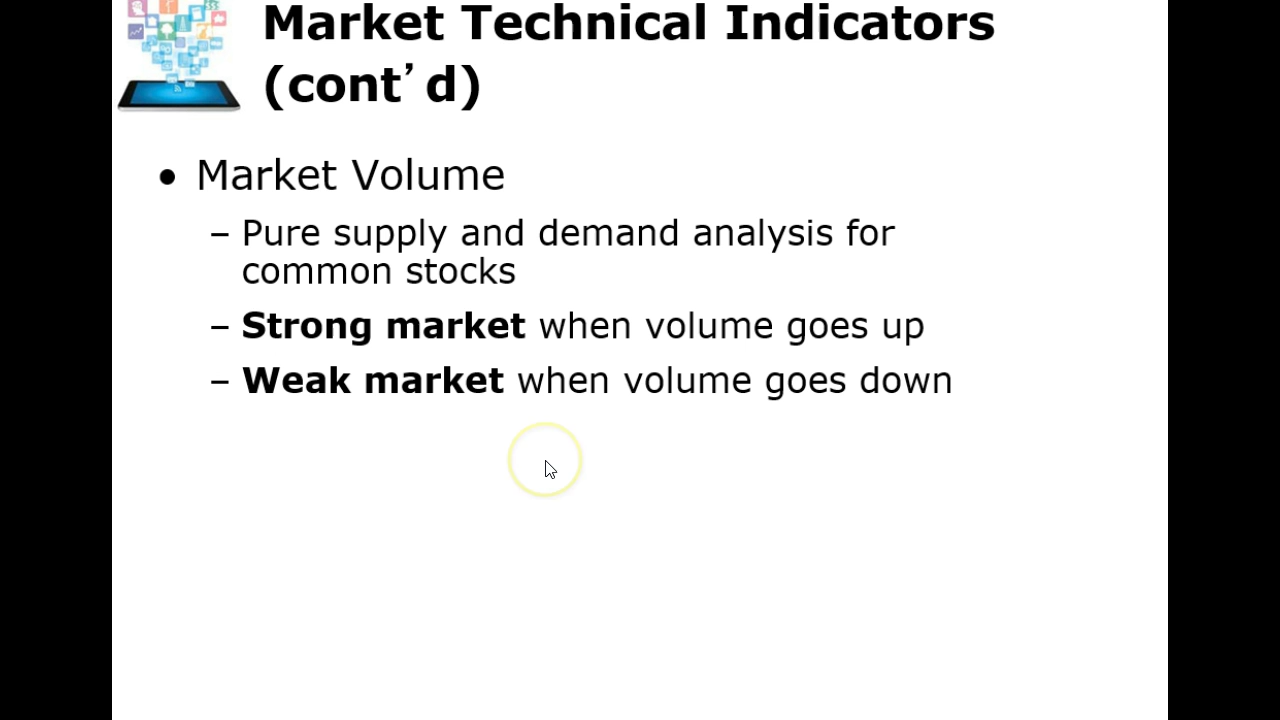 Market Technical Indicators
(cont’d)
• Market Volume
– Pure supply and demand analysis for
common stocks
– Strong market when volume goes up
– Weak market when volume goes down